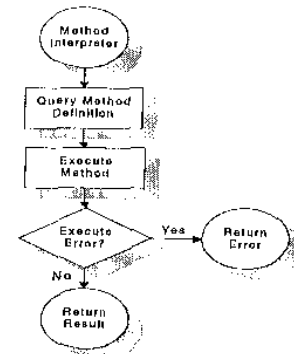 Method
Interpreter
Query Method
Definition
Execute
Method
Execute
Error?
Yes
Return
Error
No
Return
Result